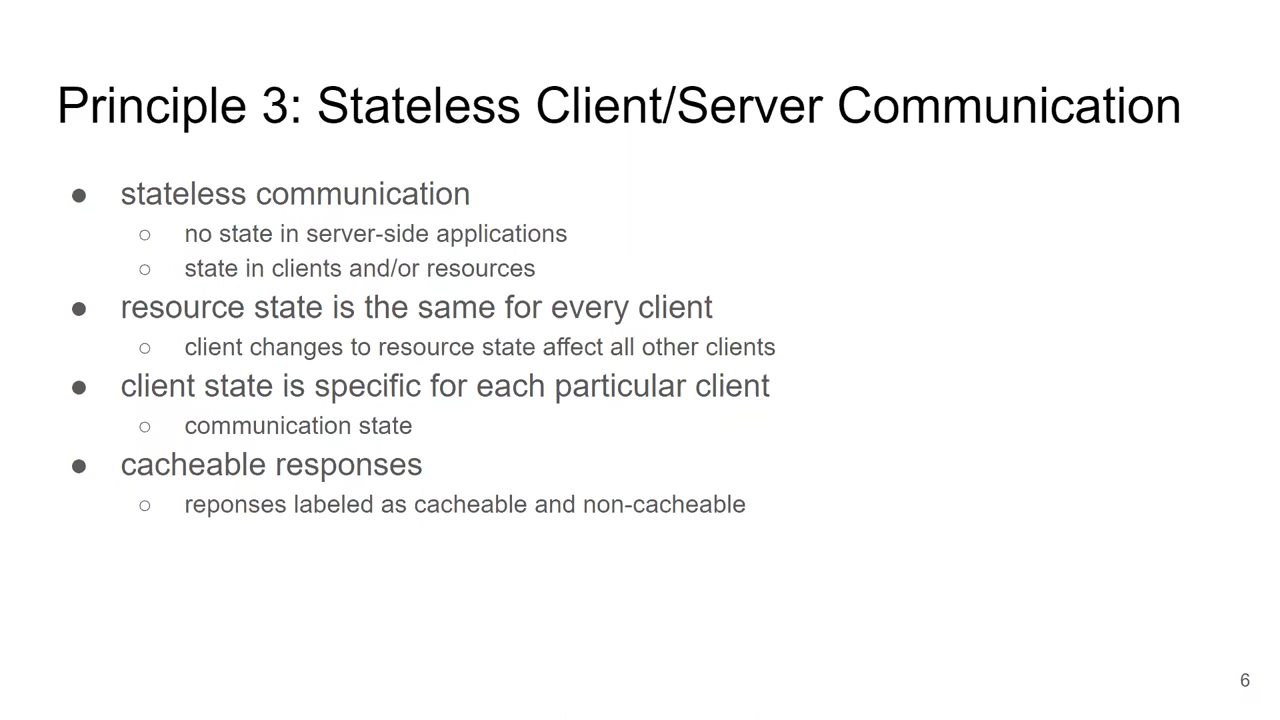 Principle 3: Stateless Client/Server Communication
● stateless communication
○ no state in server-side applications
○ state in clients and/or resources
● resource state is the same for every client
○ client changes to resource state affect all other clients
● client state is specific for each particular client
○ communication state
● cacheable responses
○ reponses labeled as cacheable and non-cacheable
6